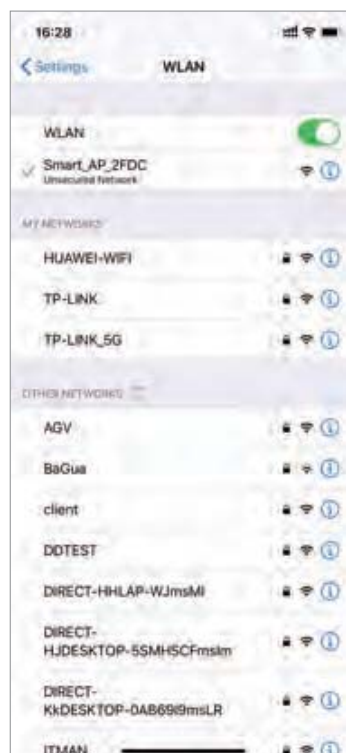 16:28
Settings WLAN
WLAN
Smart_AP_2FDC
Unsecured Network
MY NETWORKS
HUAWEI-WIFI
TP-LINK
TP-LINK_5G
OTHER NETWORKS
AGV
BaGua
client
DDTEST
DIRECT-HHLAP-WJmsMI
DIRECT-
HJDESKTOP-5SMHSCFmsIm
DIRECT-
KkDESKTOP-0AB69I9msLR
ITMAN